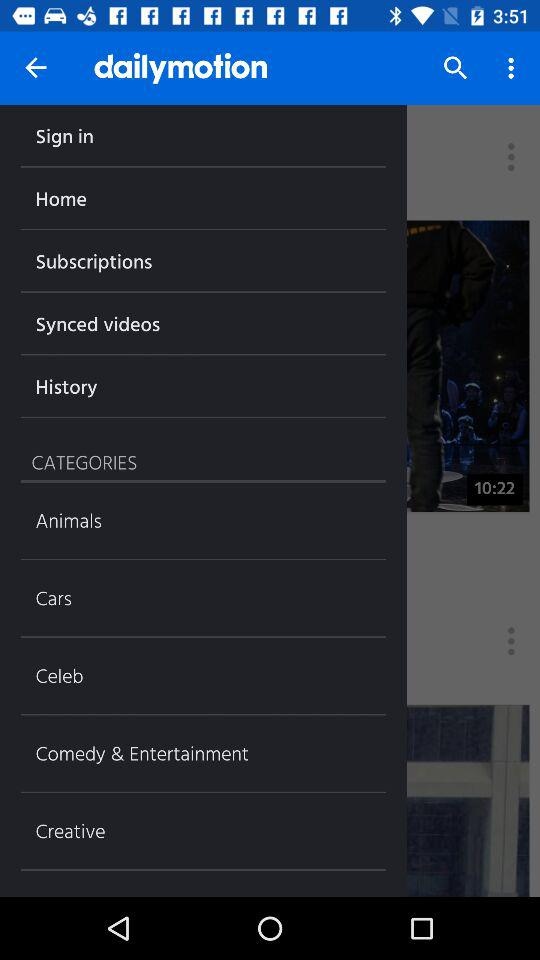 3:51
dailymotion
Sign in
Home
Subscriptions
Synced videos
History
CATEGORIES
10:22
Animals
Cars
Celeb
Comedy & Entertainment
Creative